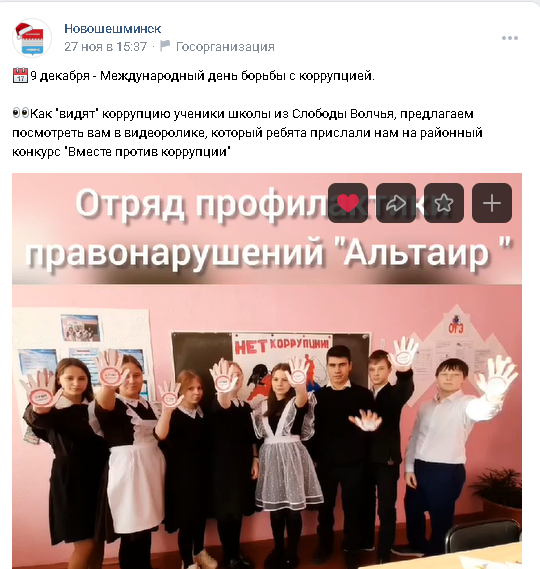 Новошешминск
27 ноя в 15:37 · Госорганизация
9 декабря - Международный день борьбы с коррупцией.
Как "видят" коррупцию ученики школы из Слободы Волчья, предлагаем
посмотреть вам в видеоролике, который ребята прислали нам на районный
конкурс "Вместе против коррупции"
Отряд профилактики
правонарушений "Альтаир "
НЕТ КОРРУПЦИИ!
ОГЭ